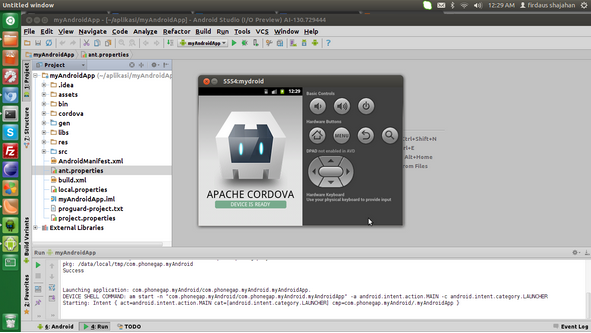 Untitled window
12:29 AM
firdaus shajahan
myAndroidApp - [~/aplikasi/myAndroidApp] - Android Studio (I/O Preview) AI-130.729444
File Edit View Navigate Code Analyze Refactor Build Run Tools VCS Window Help
myAndroidApp
myAndroidApp ant.properties
1: Project
7: Structure
Build Variants
2: Favorites
Project
myAndroidApp
.idea
assets
bin
cordova
gen
libs
res
src
AndroidManifest.xml
ant.properties
build.xml
local.properties
myAndroidApp.iml
proguard-project.txt
project.properties
External Libraries
5554:mydroid
12:29
APACHE CORDOVA
DEVICE IS READY
Basic Controls
Hardware Buttons
MENU
DPAD not enabled in AVD
Hardware Keyboard
Use your physical keyboard to provide input
Ctrl+Shift+N
Run myAndroidApp
pkg: /data/local/tmp/com.phonegap.myAndroid
Success
Launching application: com.phonegap.myAndroid/com.phonegap.myAndroid.myAndroidApp.
DEVICE SHELL COMMAND: am start -n "com.phonegap.myAndroid/com.phonegap.myAndroid.myAndroidApp" -a android.intent.action.MAIN -c android.intent.category.LAUNCHER
Starting: Intent { act=android.intent.action.MAIN cat=[android.intent.category.LAUNCHER] cmp=com.phonegap.myAndroid/.myAndroidApp }
6: Android 4: Run TODO
Event Log